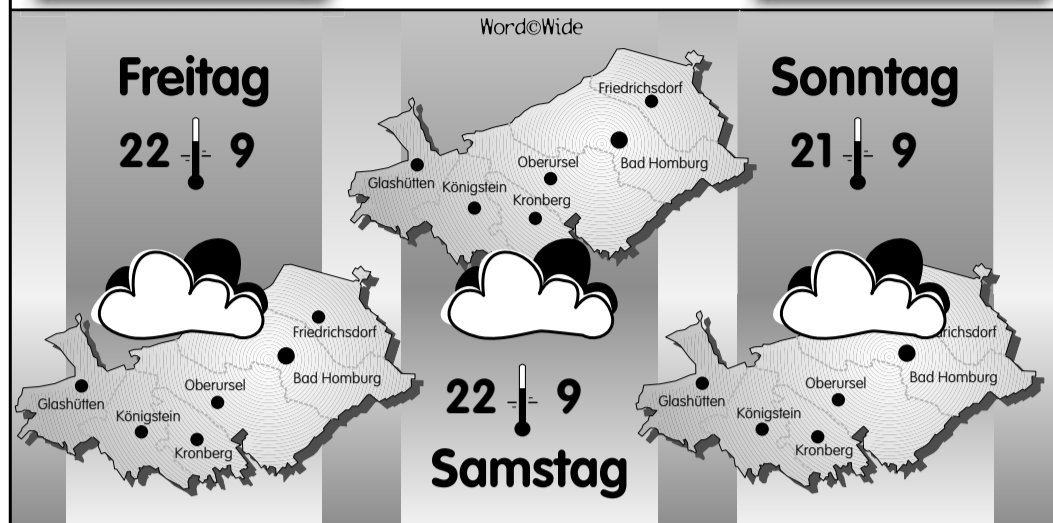 Word©Wide
Freitag
22 9
Friedrichsdorf
Bad Homburg
Oberursel
Glashütten
Königstein
Kronberg
Friedrichsdorf
Bad Homburg
Oberursel
Glashütten
Königstein
Kronberg
22 9
Samstag
Sonntag
21 9
drichsdorf
Bad Homburg
Oberursel
Glashütten
Königstein
Kronberg